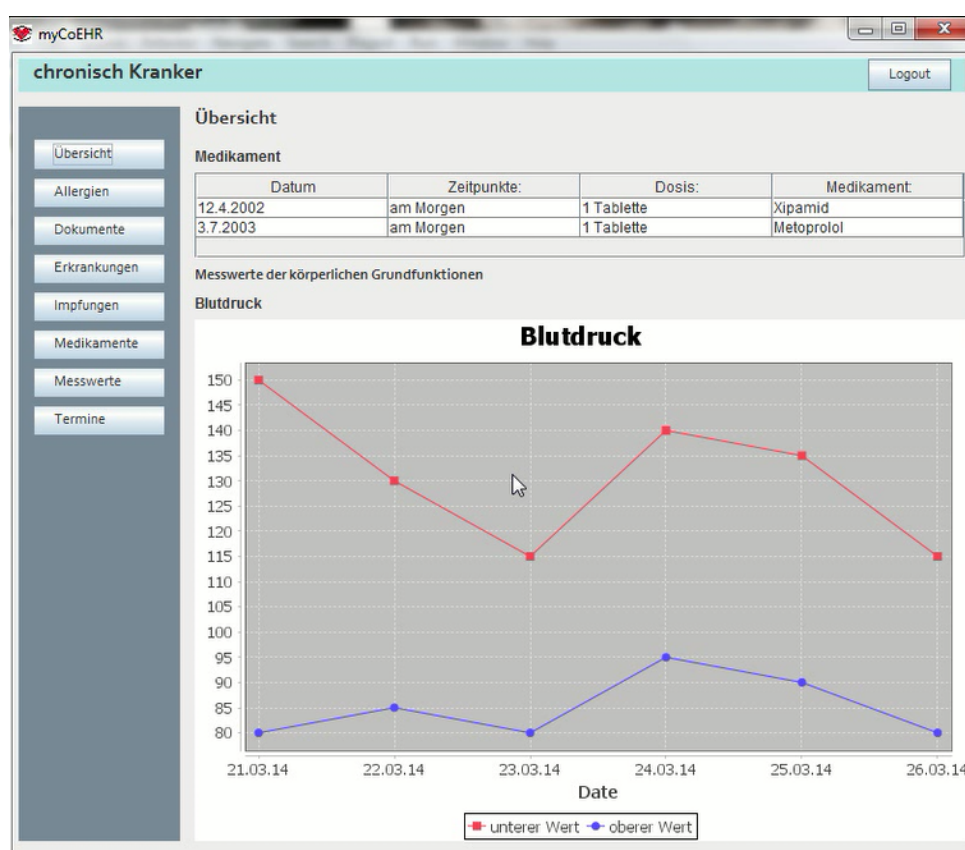 myCoEHR
chronisch Kranker
Logout
Übersicht
Allergien
Dokumente
Erkrankungen
Impfungen
Medikamente
Messwerte
Termine
Übersicht
Medikament
Datum Zeitpunkte: Dosis: Medikament:
12.4.2002 am Morgen 1 Tablette Xipamid
3.7.2003 am Morgen 1 Tablette Metoprolol
Messwerte der körperlichen Grundfunktionen
Blutdruck
Blutdruck
150
145
140
135
130
125
120
115
110
105
100
95
90
85
80
21.03.14 22.03.14 23.03.14 24.03.14 25.03.14 26.03.14
Date
unterer Wert oberer Wert